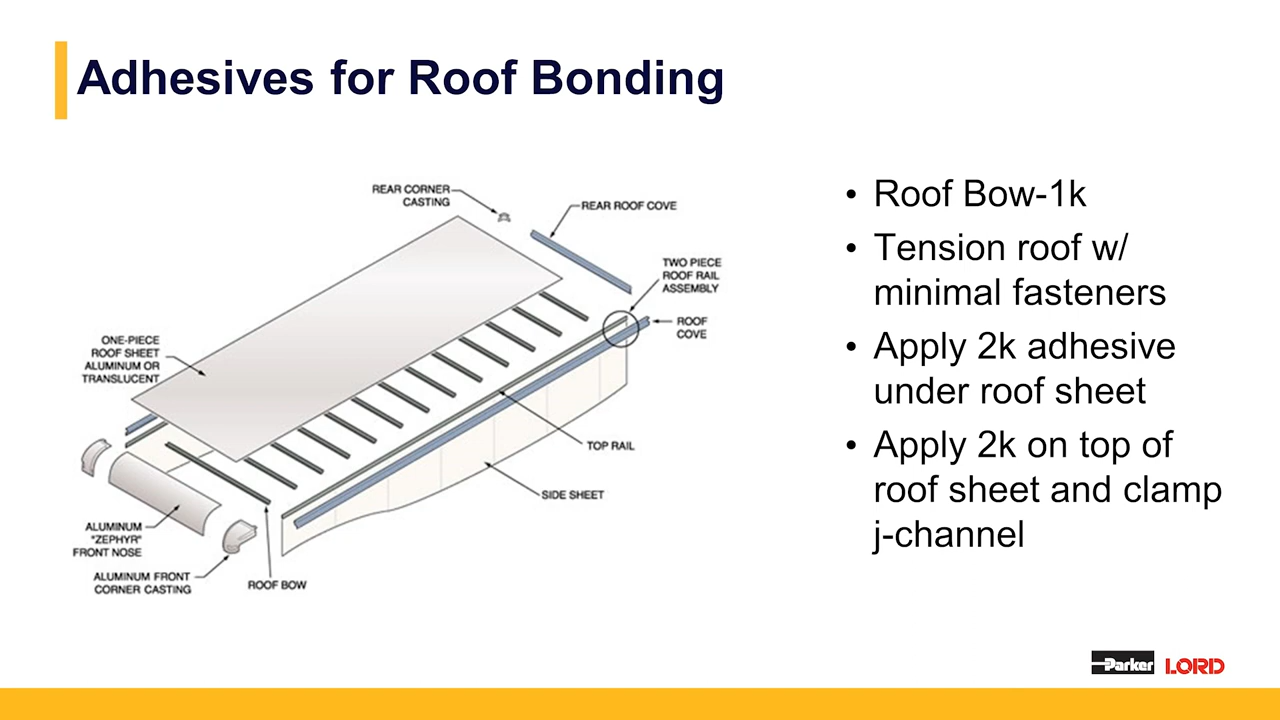 Adhesives for Roof Bonding
REAR CORNER
CASTING
REAR ROOF COVE
TWO PIECE
ROOF RAIL
ASSEMBLY
ROOF
COVE
ONE-PIECE
ROOF SHEET
ALUMINUM OR
TRANSLUCENT
TOP RAIL
SIDE SHEET
ALUMINUM
"ZEPHYR"
FRONT NOSE
ALUMINUM FRONT
CORNER CASTING
ROOF BOW
• Roof Bow-1k
• Tension roof w/
minimal fasteners
• Apply 2k adhesive
under roof sheet
• Apply 2k on top of
roof sheet and clamp
j-channel
Parker LORD